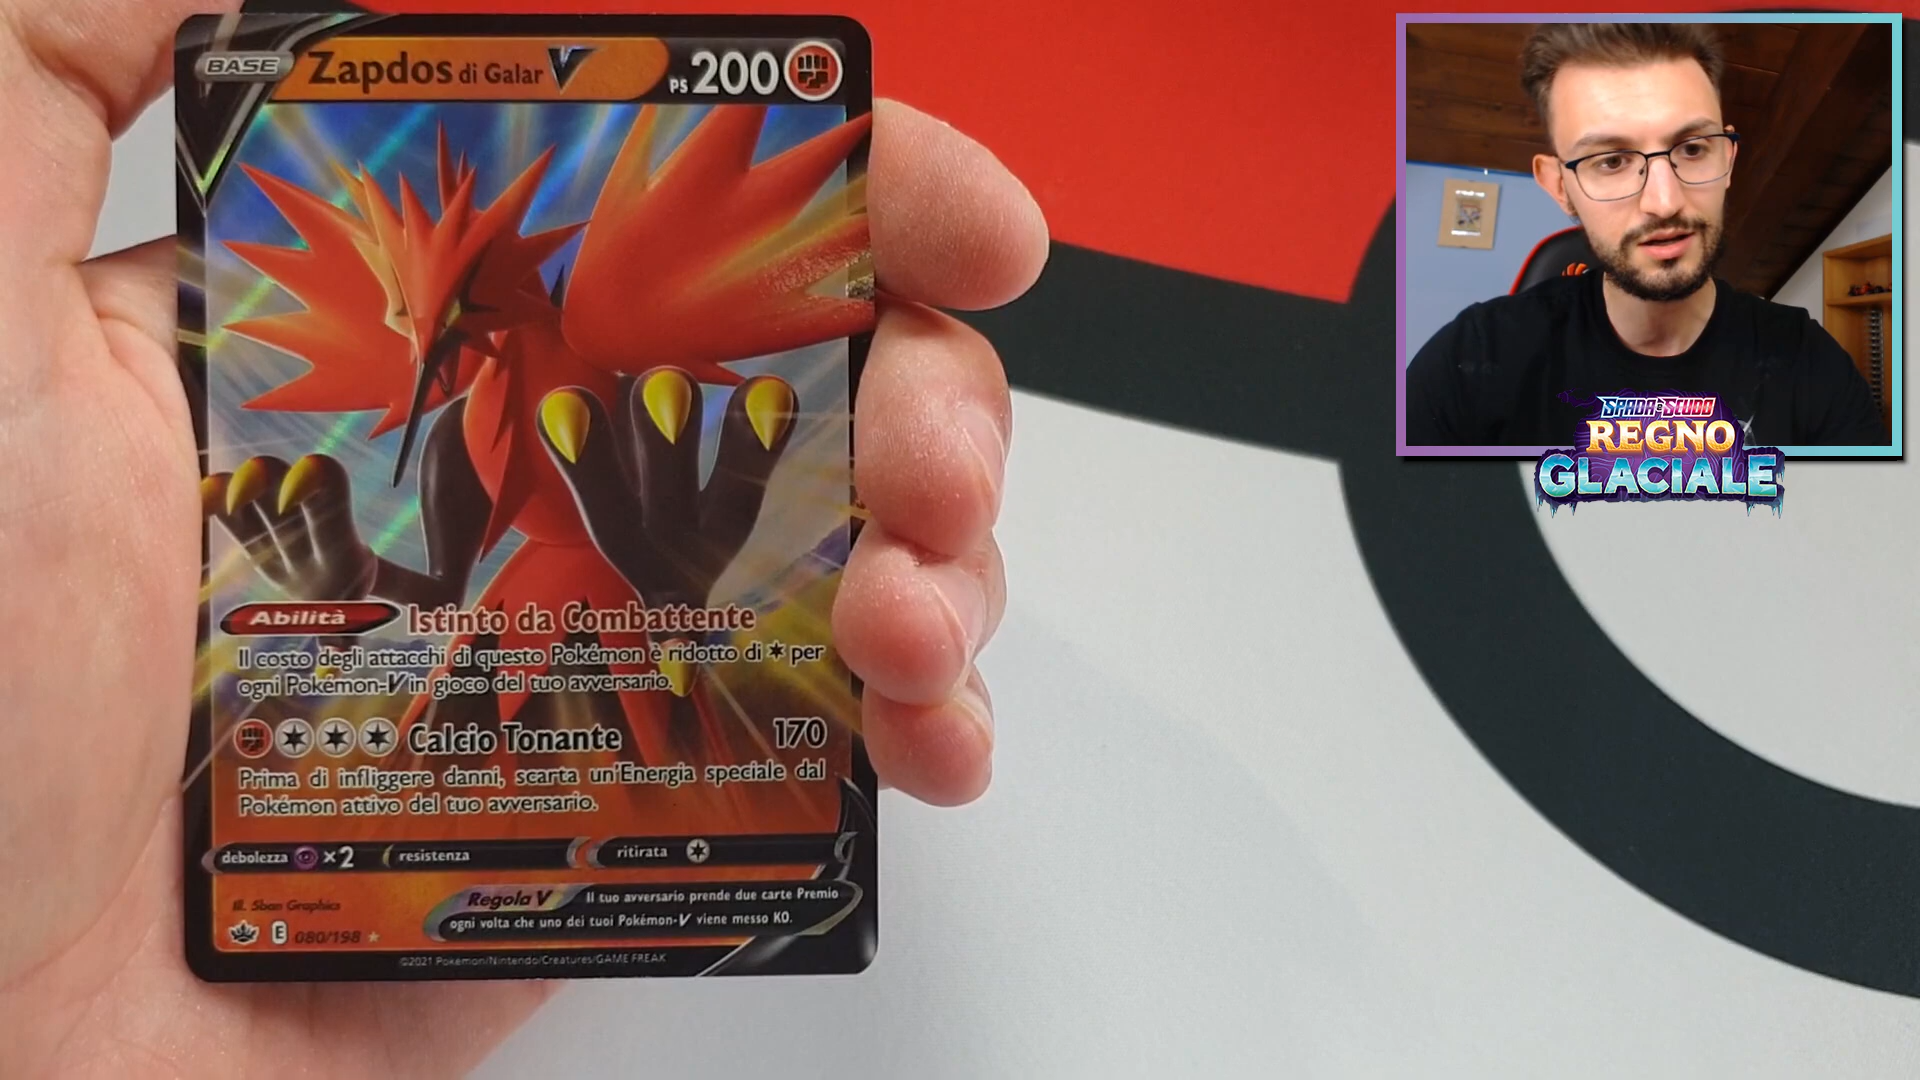 BASE Zapdos di Galar V PS 200
Abilità Istinto da Combattente
Il costo degli attacchi di questo Pokémon è ridotto di per
ogni Pokémon-V in gioco del tuo avversario.
Calcio Tonante 170
Prima di infliggere danni, scarta un'Energia speciale dal
Pokémon attivo del tuo avversario.
debolezza ×2 resistenza ritirata
Ill. 5ban Graphics
Regola V Il tuo avversario prende due carte Premio
ogni volta che uno dei tuoi Pokémon-V viene messo KO.
E 080/198
©2021 Pokémon/Nintendo/Creatures/GAME FREAK
SPADA E SCUDO
REGNO
GLACIALE